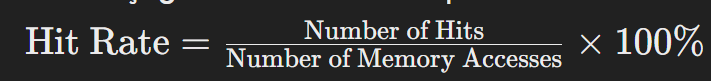 Hit Rate = Number of Hits / Number of Memory Accesses × 100%